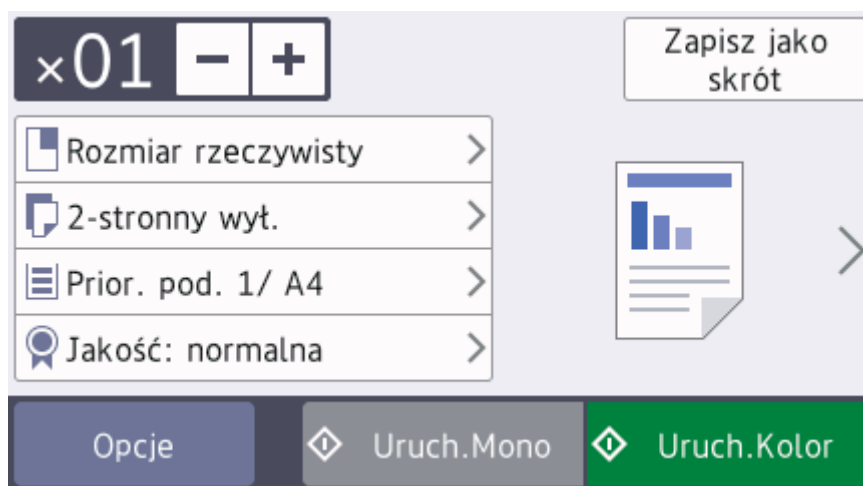 ×01 − +
Zapisz jako
skrót
Rozmiar rzeczywisty
2-stronny wył.
Prior. pod. 1/ A4
Jakość: normalna
Opcje
Uruch.Mono
Uruch.Kolor